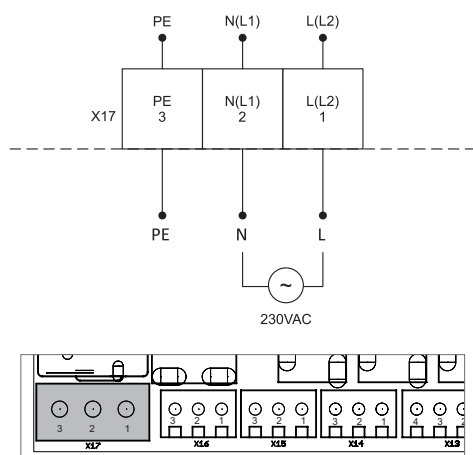 PE N(L1) L(L2)
X17
PE N(L1) L(L2)
3 2 1
PE N L
~
230VAC
3 2 1 3 2 1 3 2 1 3 2 1 4 3 2
X17 X16 X15 X14 X13